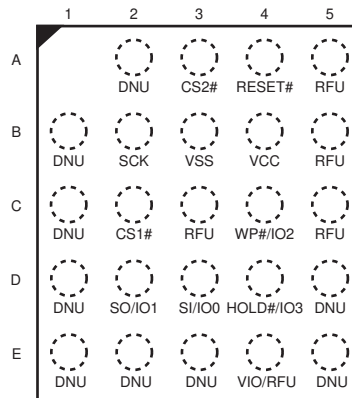 1 2 3 4 5
A
DNU CS2# RESET# RFU
B
DNU SCK VSS VCC RFU
C
DNU CS1# RFU WP#/IO2 RFU
D
DNU SO/IO1 SI/IO0 HOLD#/IO3 DNU
E
DNU DNU DNU VIO/RFU DNU